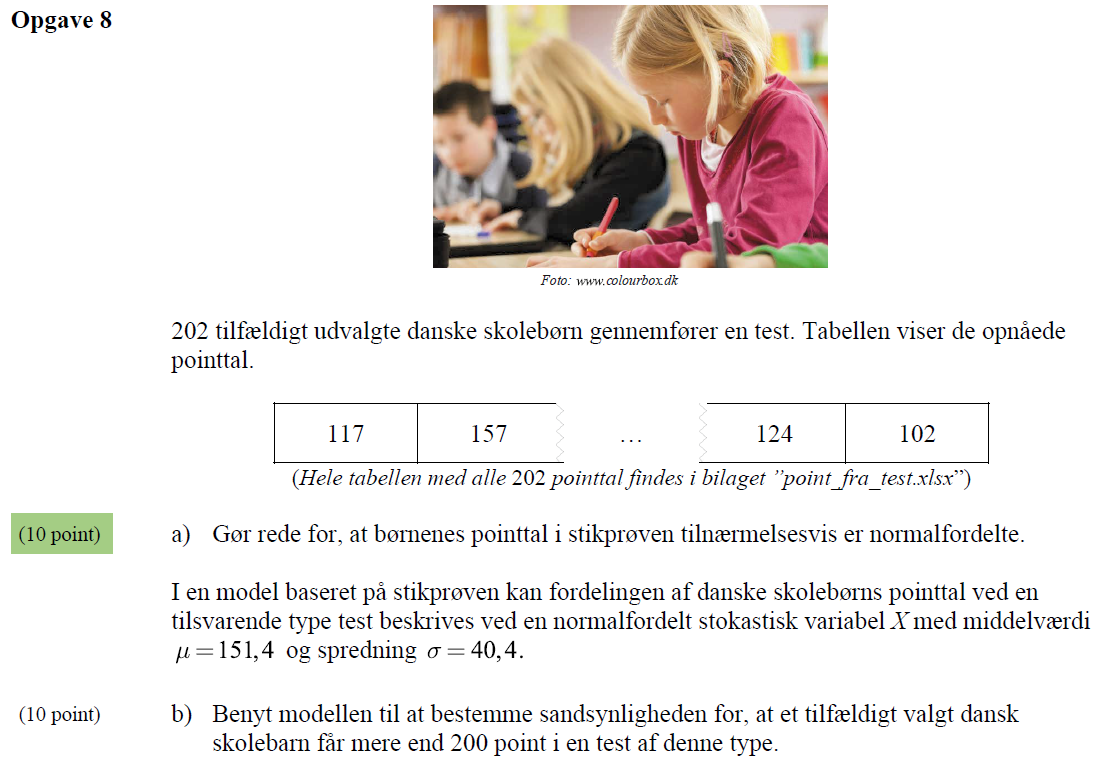 Opgave 8
Foto: www.colourbox.dk
202 tilfældigt udvalgte danske skolebørn gennemfører en test. Tabellen viser de opnåede
pointtal.
117 157 … 124 102
(Hele tabellen med alle 202 pointtal findes i bilaget ”point_fra_test.xlsx”)
(10 point) a) Gør rede for, at børnenes pointtal i stikprøven tilnærmelsesvis er normalfordelte.
I en model baseret på stikprøven kan fordelingen af danske skolebørns pointtal ved en
tilsvarende type test beskrives ved en normalfordelt stokastisk variabel X med middelværdi
μ = 151,4 og spredning σ = 40,4.
(10 point) b) Benyt modellen til at bestemme sandsynligheden for, at et tilfældigt valgt dansk
skolebarn får mere end 200 point i en test af denne type.